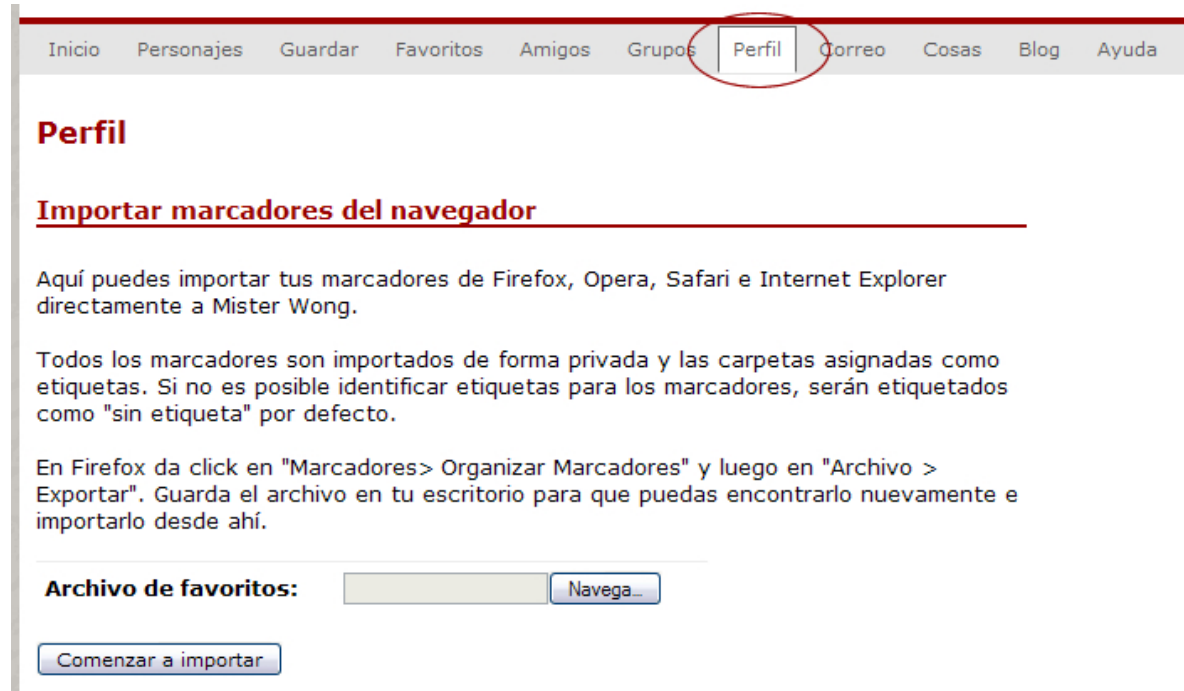 Inicio Personajes Guardar Favoritos Amigos Grupos Perfil Correo Cosas Blog Ayuda
Perfil
Importar marcadores del navegador
Aquí puedes importar tus marcadores de Firefox, Opera, Safari e Internet Explorer
directamente a Mister Wong.
Todos los marcadores son importados de forma privada y las carpetas asignadas como
etiquetas. Si no es posible identificar etiquetas para los marcadores, serán etiquetados
como "sin etiqueta" por defecto.
En Firefox da click en "Marcadores> Organizar Marcadores" y luego en "Archivo >
Exportar". Guarda el archivo en tu escritorio para que puedas encontrarlo nuevamente e
importarlo desde ahí.
Archivo de favoritos: Navega...
Comenzar a importar